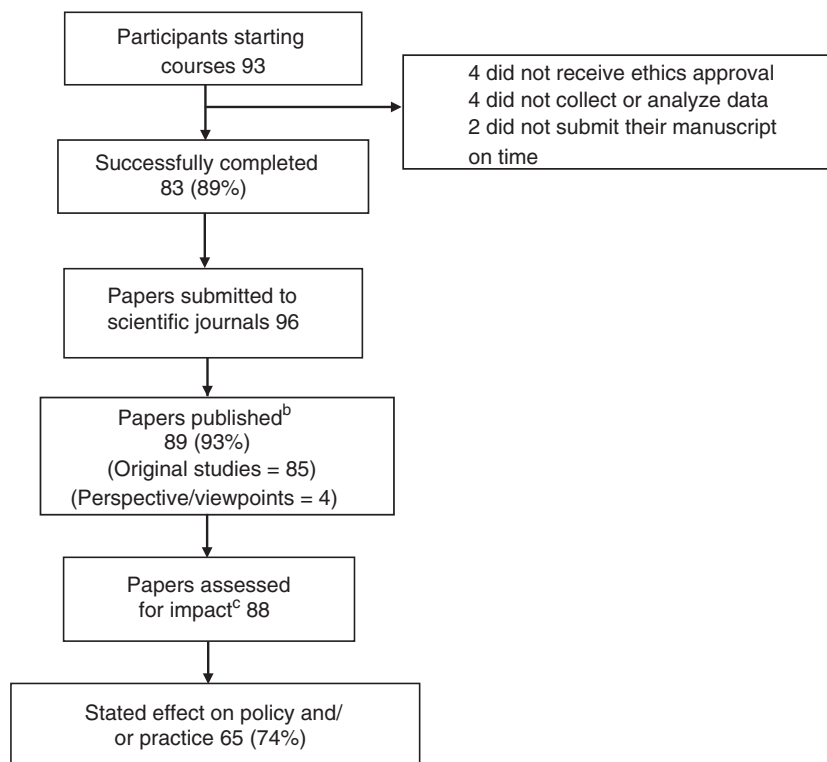 Participants starting
courses 93
4 did not receive ethics approval
4 did not collect or analyze data
2 did not submit their manuscript
on time
Successfully completed
83 (89%)
Papers submitted to
scientific journals 96
Papers publishedᵇ
89 (93%)
(Original studies = 85)
(Perspective/viewpoints = 4)
Papers assessed
for impactᶜ 88
Stated effect on policy and/
or practice 65 (74%)